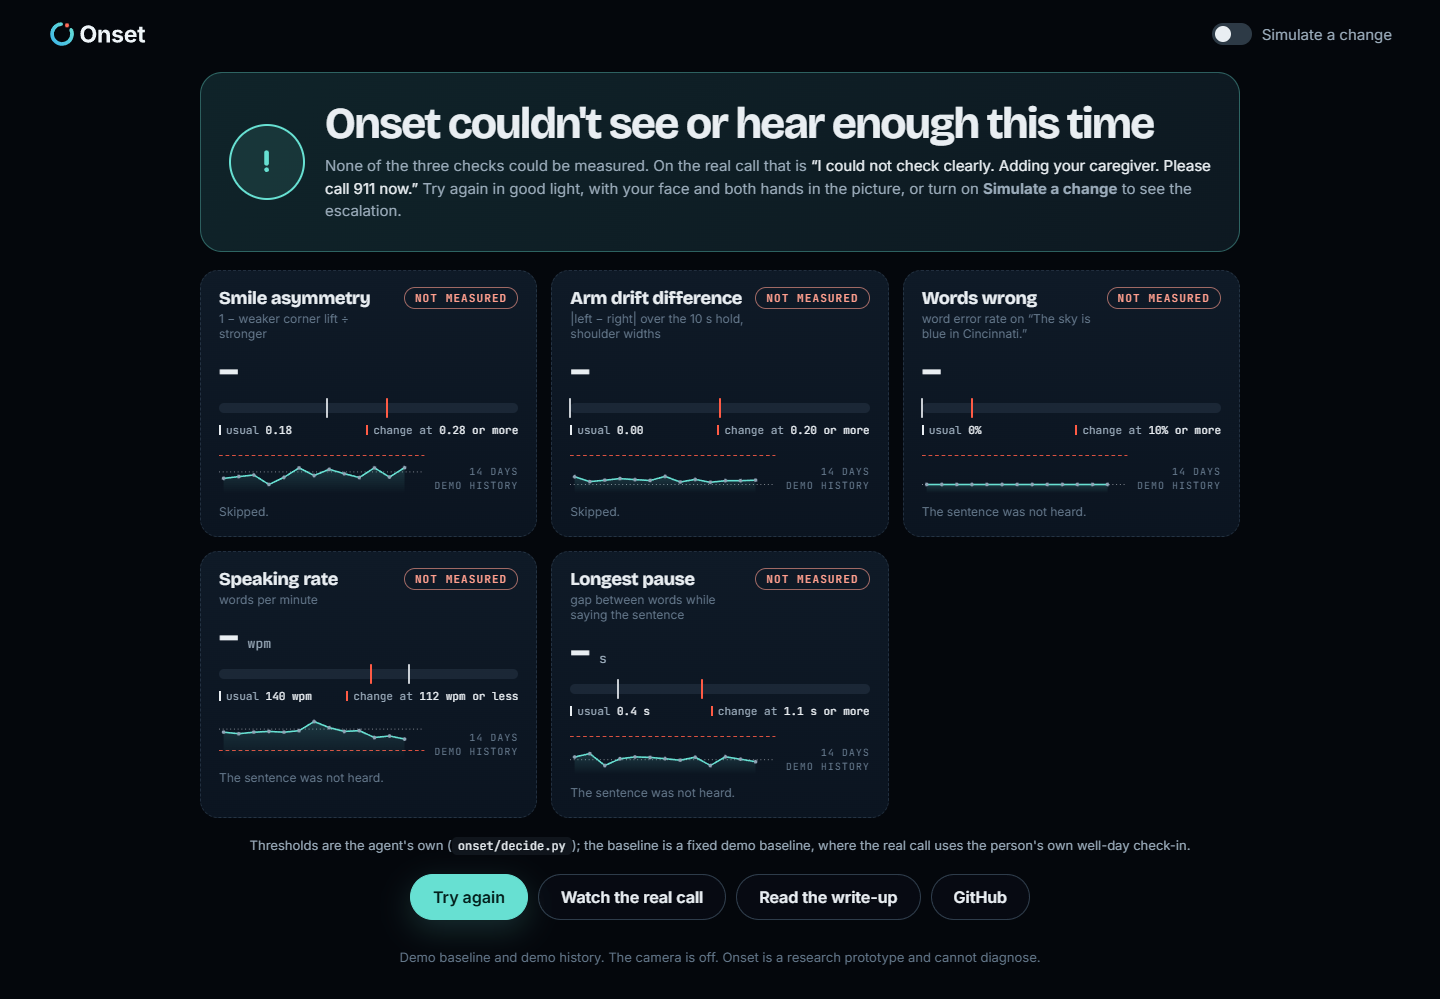 Onset
Simulate a change
!
Onset couldn't see or hear enough this time
None of the three checks could be measured. On the real call that is "I could not check clearly. Adding your caregiver. Please
call 911 now." Try again in good light, with your face and both hands in the picture, or turn on Simulate a change to see the
escalation.
Smile asymmetry
NOT MEASURED
1 − weaker corner lift ÷
stronger
–
usual 0.18
change at 0.28 or more
14 DAYS
DEMO HISTORY
Skipped.
Arm drift difference
NOT MEASURED
|left − right| over the 10 s hold,
shoulder widths
–
usual 0.00
change at 0.20 or more
14 DAYS
DEMO HISTORY
Skipped.
Words wrong
NOT MEASURED
word error rate on "The sky is
blue in Cincinnati."
–
usual 0%
change at 10% or more
14 DAYS
DEMO HISTORY
The sentence was not heard.
Speaking rate
NOT MEASURED
words per minute
– wpm
usual 140 wpm
change at 112 wpm or less
14 DAYS
DEMO HISTORY
The sentence was not heard.
Longest pause
NOT MEASURED
gap between words while
saying the sentence
– s
usual 0.4 s
change at 1.1 s or more
14 DAYS
DEMO HISTORY
The sentence was not heard.
Thresholds are the agent's own (onset/decide.py); the baseline is a fixed demo baseline, where the real call uses the person's own well-day check-in.
Try again
Watch the real call
Read the write-up
GitHub
Demo baseline and demo history. The camera is off. Onset is a research prototype and cannot diagnose.